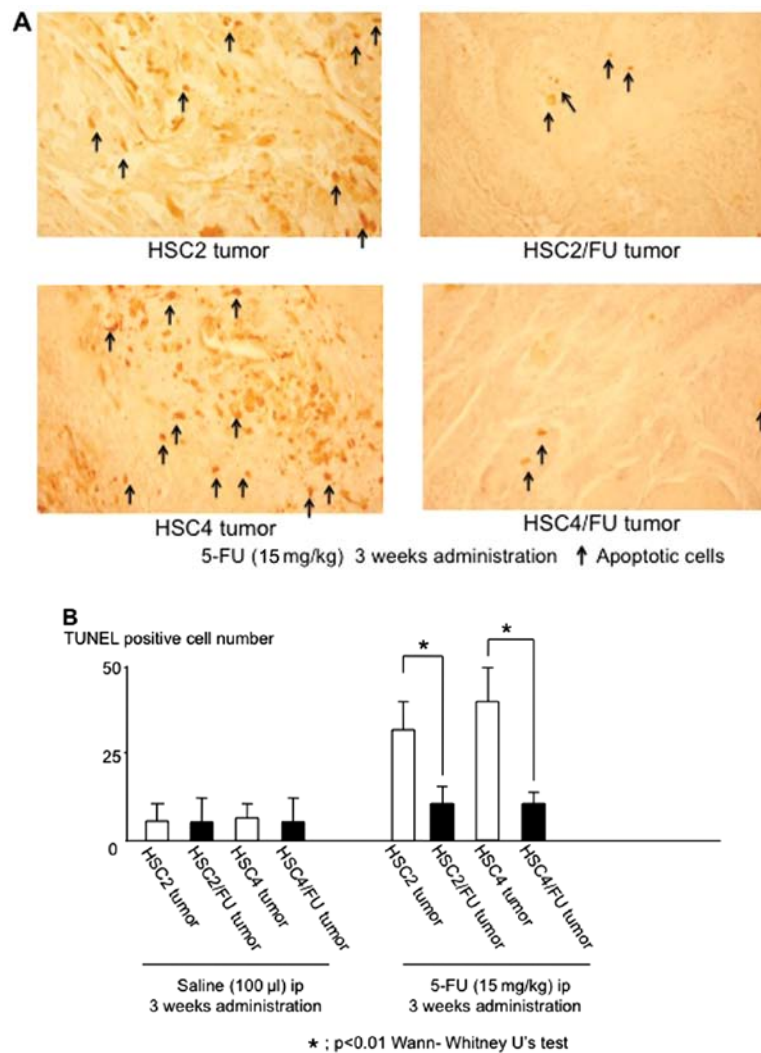 A
HSC2 tumor
HSC2/FU tumor
HSC4 tumor
HSC4/FU tumor
5-FU (15 mg/kg) 3 weeks administration ↑ Apoptotic cells
B
TUNEL positive cell number
50
25
0
HSC2 tumor
HSC2/FU tumor
HSC4 tumor
HSC4/FU tumor
HSC2 tumor
HSC2/FU tumor
HSC4 tumor
HSC4/FU tumor
* *
Saline (100 µl) ip
3 weeks administration
5-FU (15 mg/kg) ip
3 weeks administration
* ; p<0.01 Wann- Whitney U's test